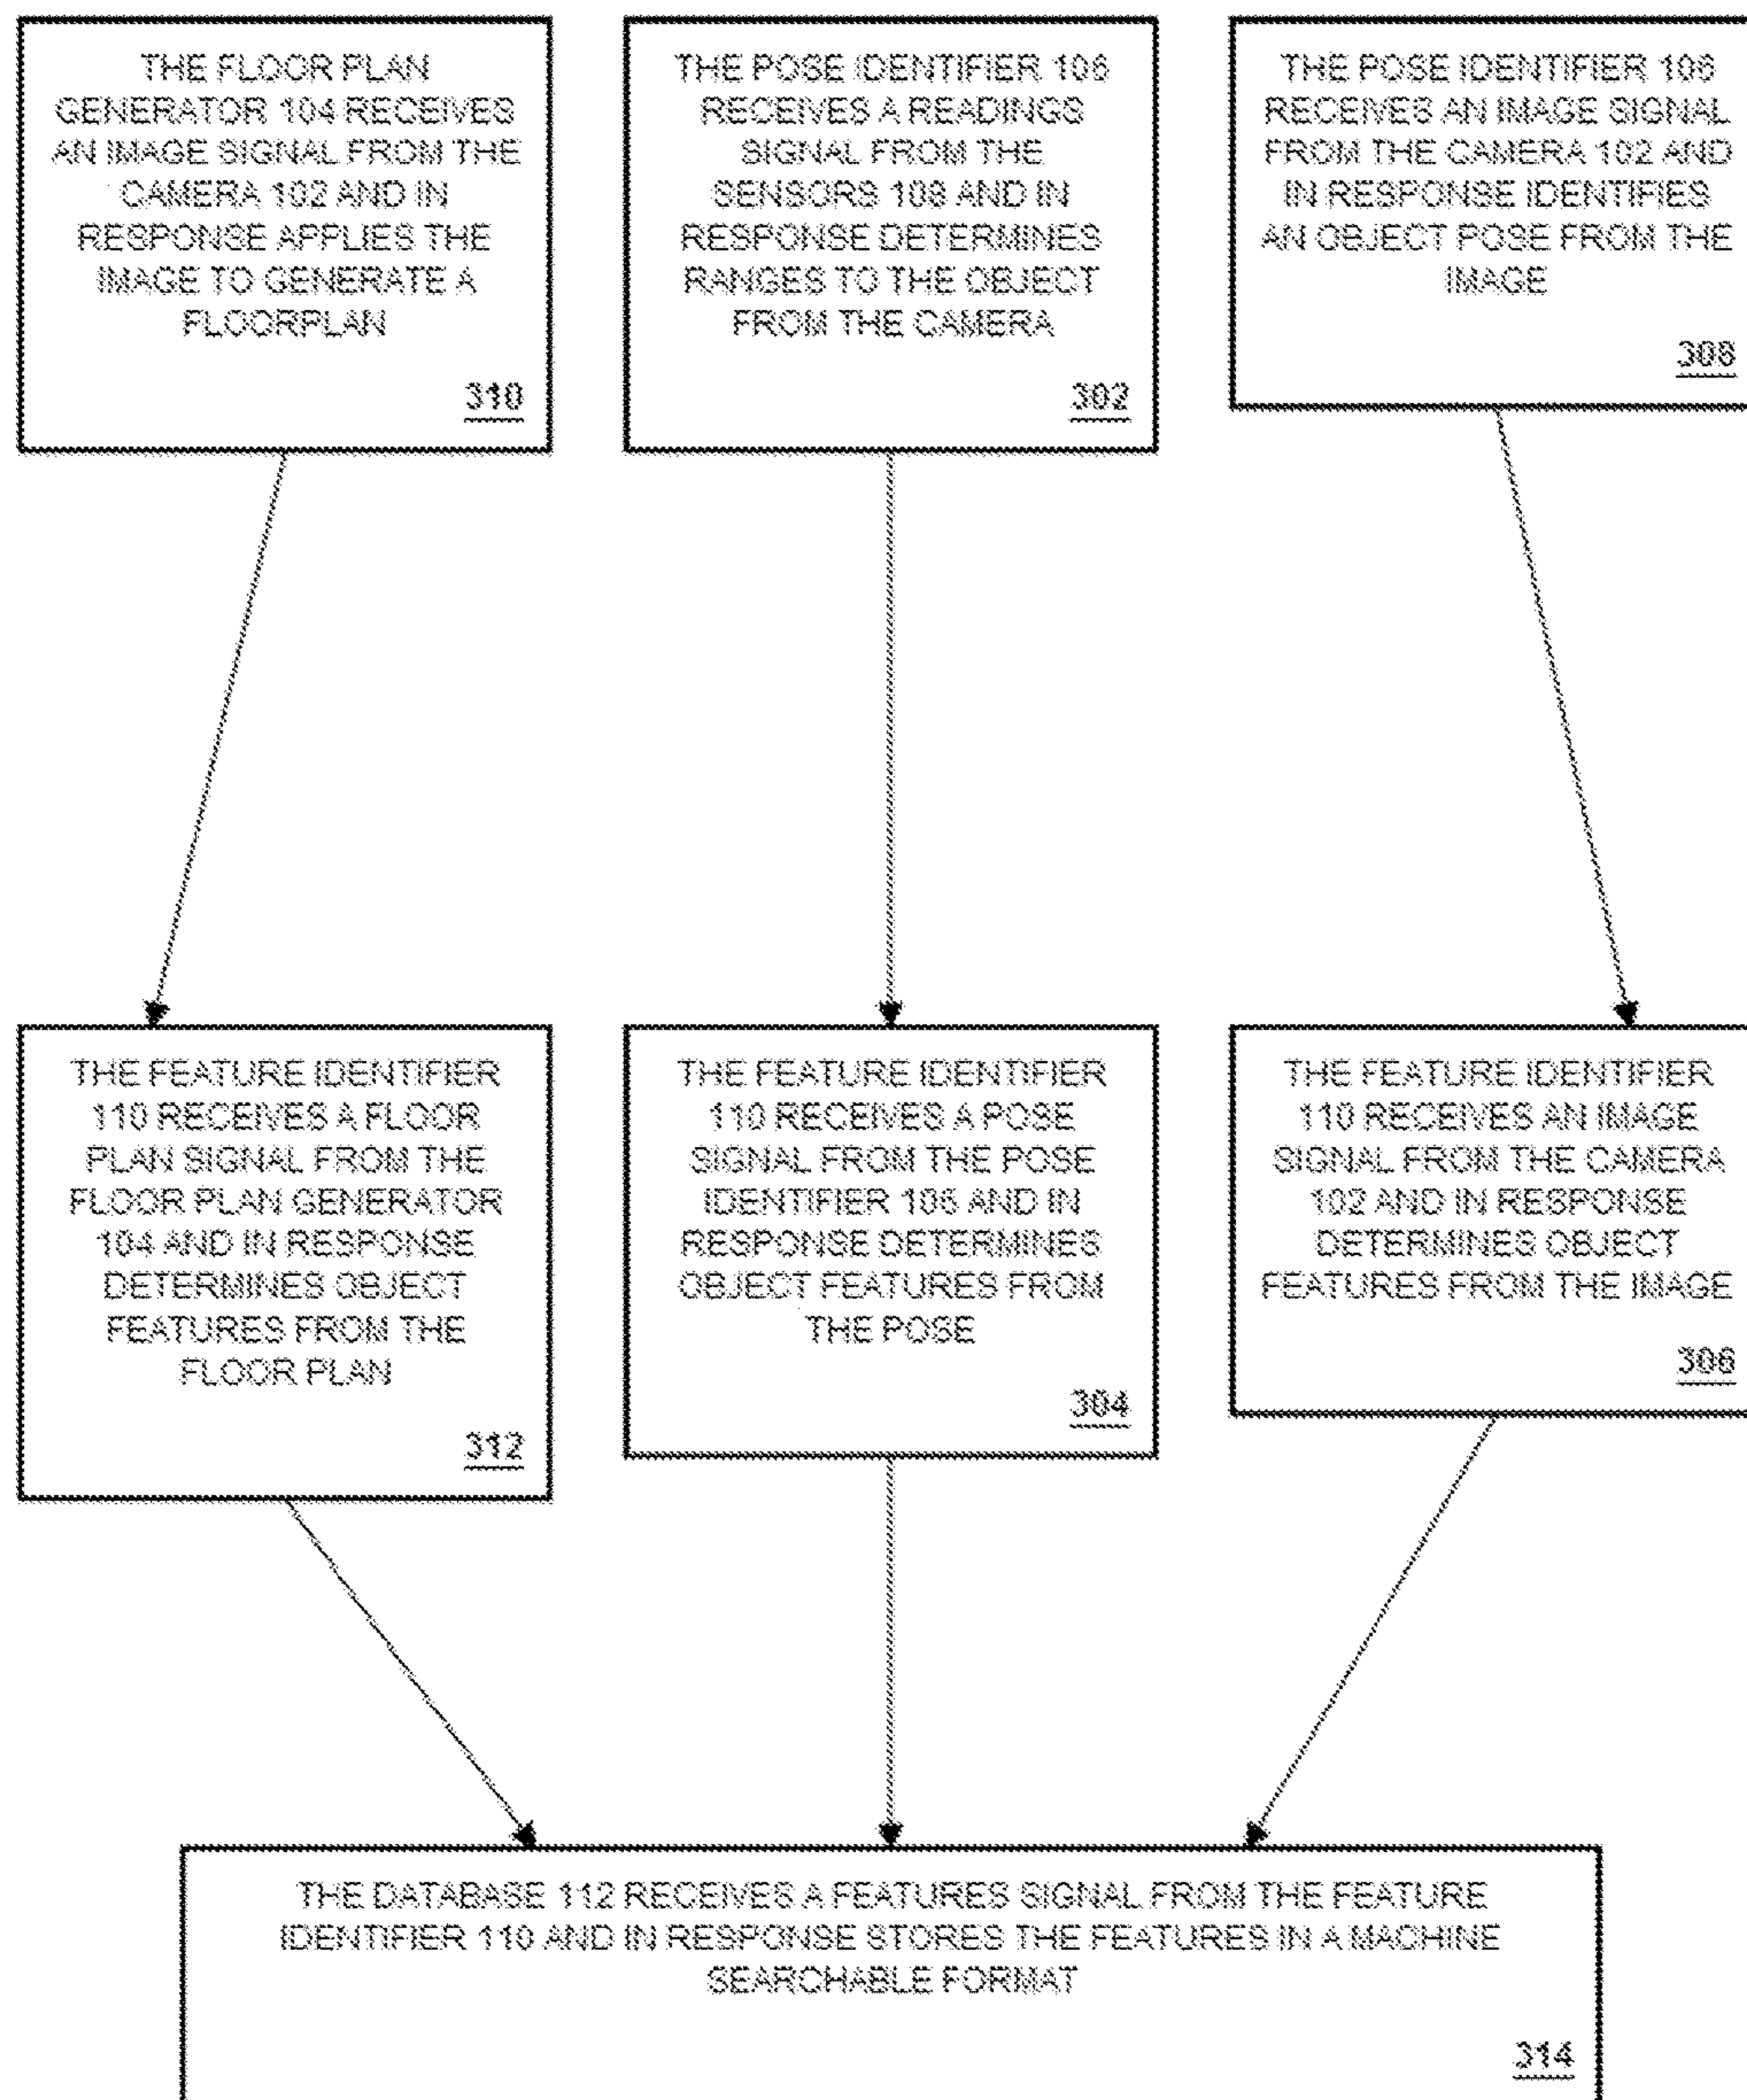 THE FLOOR PLAN
GENERATOR 104 RECEIVES
AN IMAGE SIGNAL FROM THE
CAMERA 102 AND IN
RESPONSE APPLIES THE
IMAGE TO GENERATE A
FLOORPLAN
310
THE POSE IDENTIFIER 106
RECEIVES A READINGS
SIGNAL FROM THE
SENSORS 108 AND IN
RESPONSE DETERMINES
RANGES TO THE OBJECT
FROM THE CAMERA
302
THE POSE IDENTIFIER 106
RECEIVES AN IMAGE SIGNAL
FROM THE CAMERA 102 AND
IN RESPONSE IDENTIFIES
AN OBJECT POSE FROM THE
IMAGE
308
THE FEATURE IDENTIFIER
110 RECEIVES A FLOOR
PLAN SIGNAL FROM THE
FLOOR PLAN GENERATOR
104 AND IN RESPONSE
DETERMINES OBJECT
FEATURES FROM THE
FLOOR PLAN
312
THE FEATURE IDENTIFIER
110 RECEIVES A POSE
SIGNAL FROM THE POSE
IDENTIFIER 106 AND IN
RESPONSE DETERMINES
OBJECT FEATURES FROM
THE POSE
304
THE FEATURE IDENTIFIER
110 RECEIVES AN IMAGE
SIGNAL FROM THE CAMERA
102 AND IN RESPONSE
DETERMINES OBJECT
FEATURES FROM THE IMAGE
306
THE DATABASE 112 RECEIVES A FEATURES SIGNAL FROM THE FEATURE
IDENTIFIER 110 AND IN RESPONSE STORES THE FEATURES IN A MACHINE
SEARCHABLE FORMAT
314